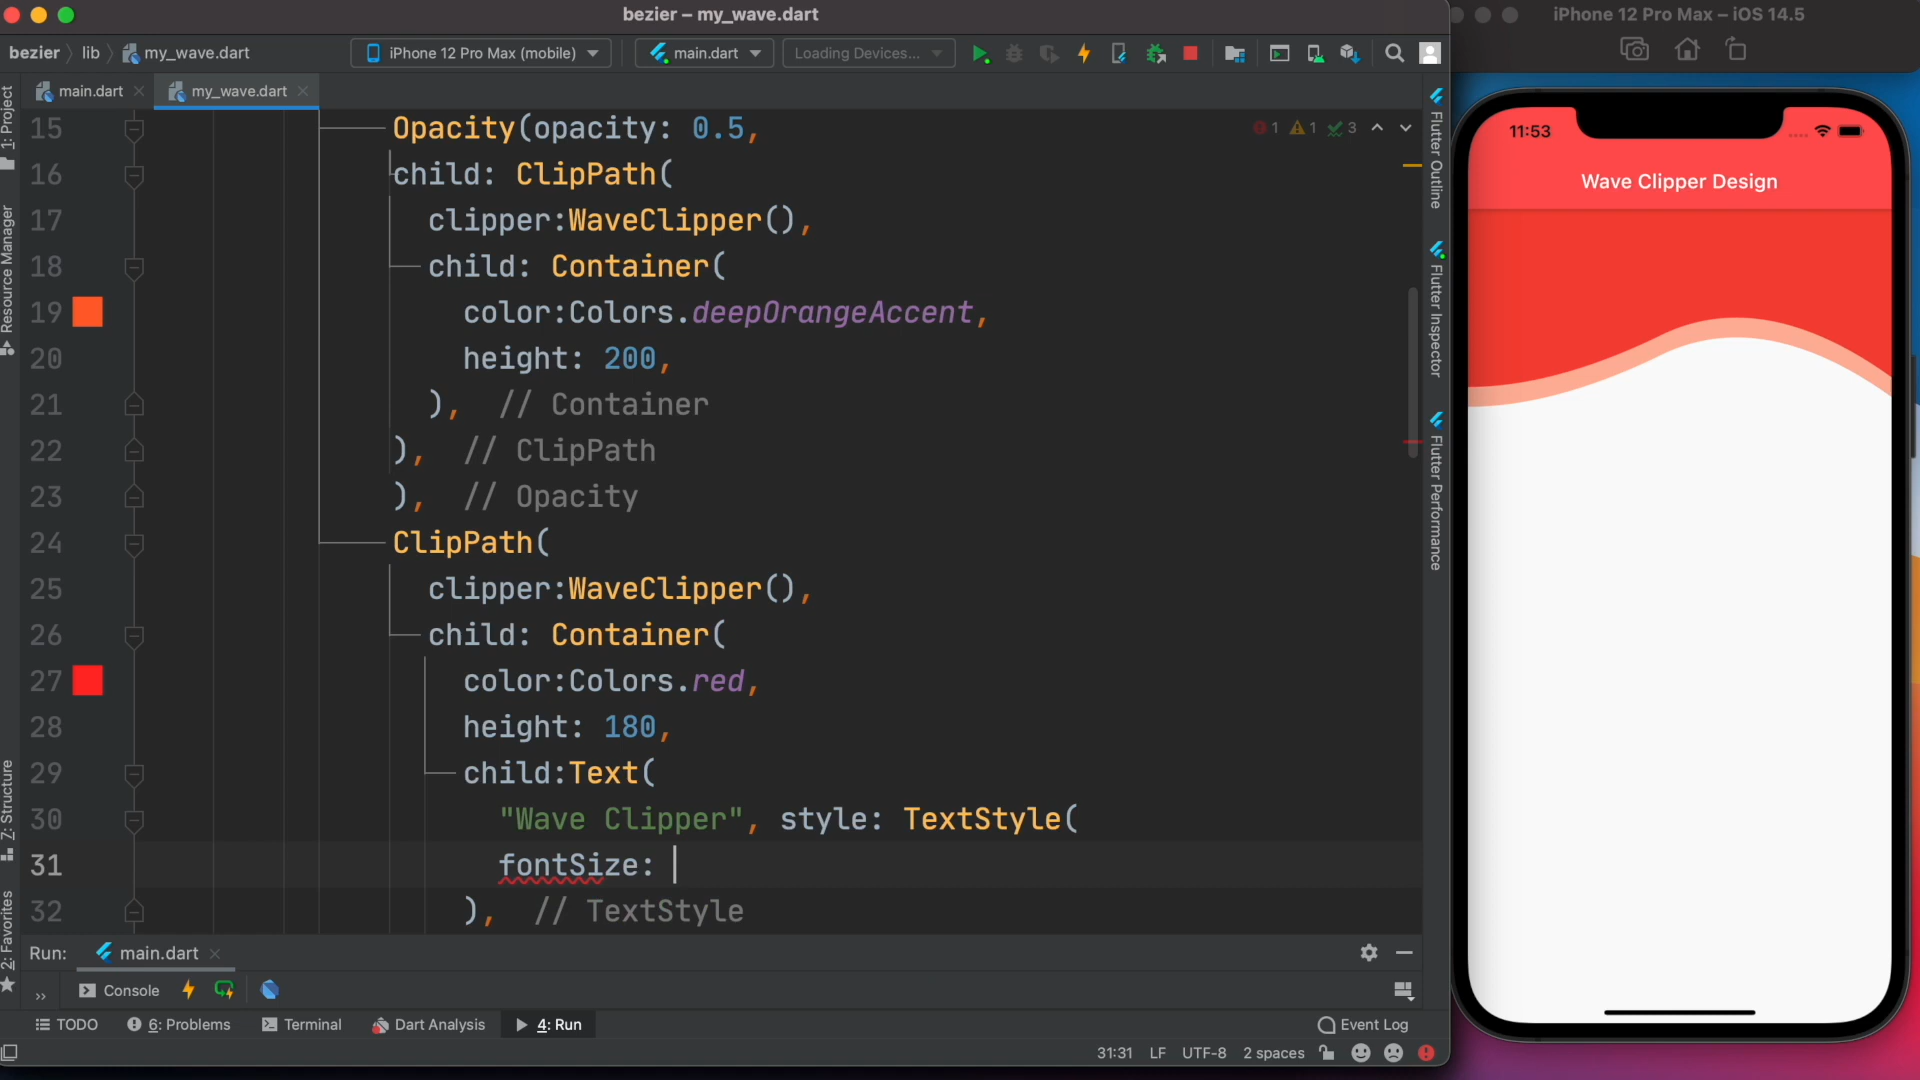 bezier – my_wave.dart
bezier lib my_wave.dart
iPhone 12 Pro Max (mobile) main.dart Loading Devices...
main.dart my_wave.dart
1: Project
Resource Manager
Z: Structure
2: Favorites
15 Opacity(opacity: 0.5,
16 child: ClipPath(
17 clipper:WaveClipper(),
18 child: Container(
19 color:Colors.deepOrangeAccent,
20 height: 200,
21 ), // Container
22 ), // ClipPath
23 ), // Opacity
24 ClipPath(
25 clipper:WaveClipper(),
26 child: Container(
27 color:Colors.red,
28 height: 180,
29 child:Text(
30 "Wave Clipper", style: TextStyle(
31 fontSize:
32 ), // TextStyle
1 1 3
Flutter Outline
Flutter Inspector
Flutter Performance
Run: main.dart
» Console
TODO 6: Problems Terminal Dart Analysis 4: Run Event Log
31:31 LF UTF-8 2 spaces
iPhone 12 Pro Max – iOS 14.5
11:53
Wave Clipper Design